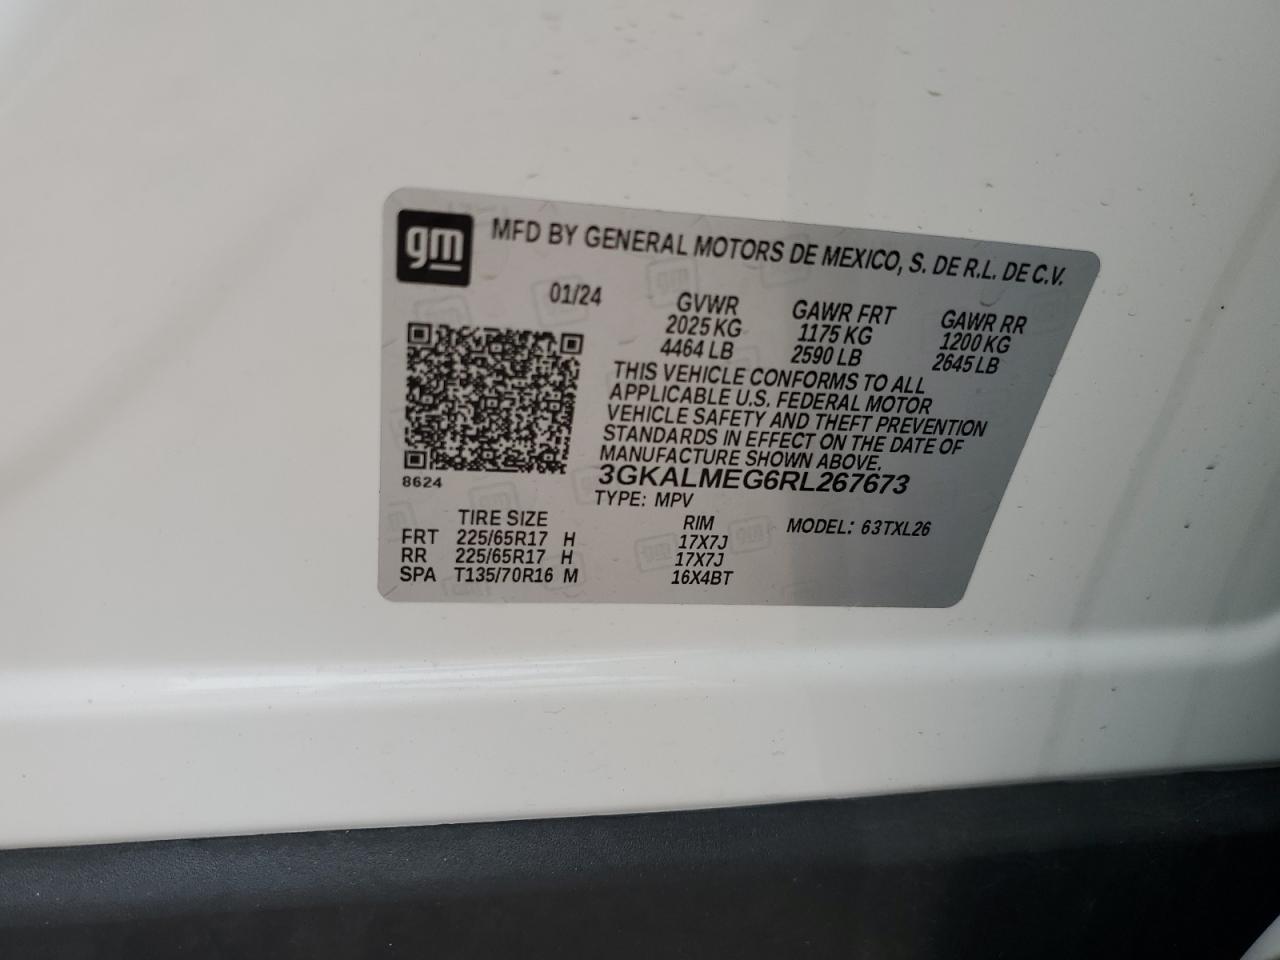 gm MFD BY GENERAL MOTORS DE MEXICO, S. DE R.L. DE C.V.
01/24 GVWR GAWR FRT GAWR RR
2025 KG 1175 KG 1200 KG
4464 LB 2590 LB 2645 LB
THIS VEHICLE CONFORMS TO ALL
APPLICABLE U.S. FEDERAL MOTOR
VEHICLE SAFETY AND THEFT PREVENTION
STANDARDS IN EFFECT ON THE DATE OF
MANUFACTURE SHOWN ABOVE.
8624 3GKALMEG6RL267673
TYPE: MPV
TIRE SIZE RIM MODEL: 63TXL26
FRT 225/65R17 H 17X7J
RR 225/65R17 H 17X7J
SPA T135/70R16 M 16X4BT